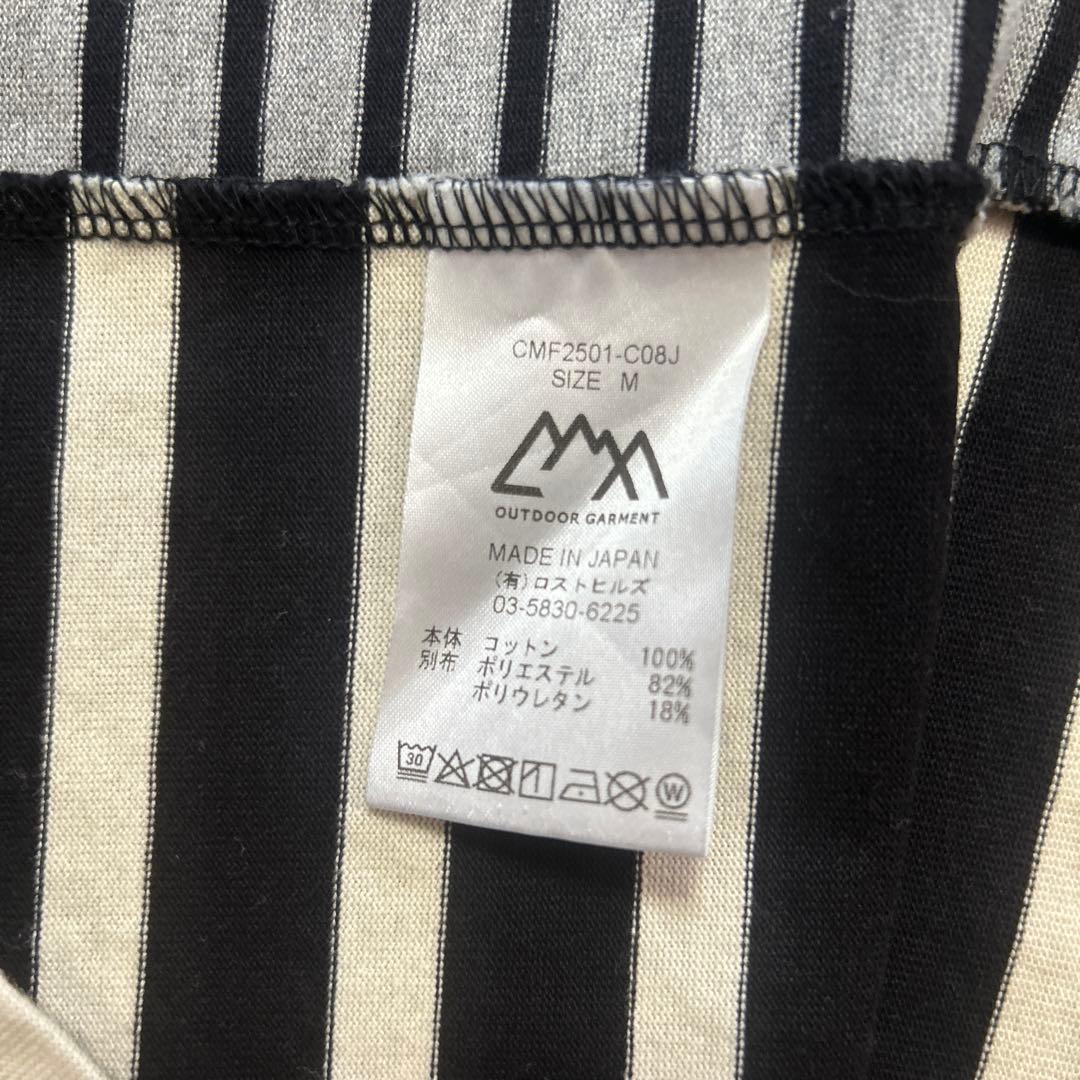 CMF2501-C08J
SIZE M
OUTDOOR GARMENT
MADE IN JAPAN
(有)ロストヒルズ
03-5830-6225
本体 コットン 100%
別布 ポリエステル 82%
ポリウレタン 18%
30 W